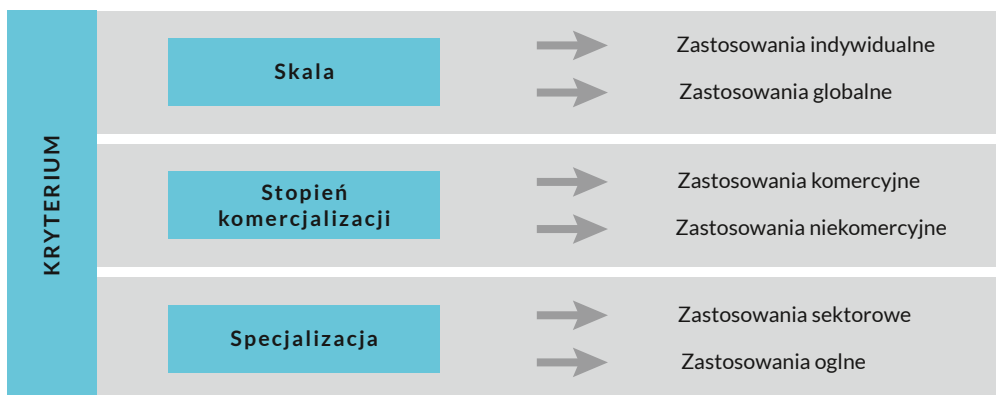 KRYTERIUM
Skala
Zastosowania indywidualne
Zastosowania globalne
Stopień
komercjalizacji
Zastosowania komercyjne
Zastosowania niekomercyjne
Specjalizacja
Zastosowania sektorowe
Zastosowania oglne